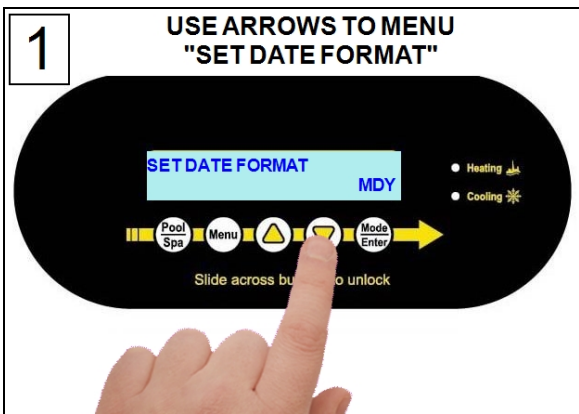 1
USE ARROWS TO MENU
"SET DATE FORMAT"
SET DATE FORMAT
MDY
Heating
Cooling
Pool
Spa
Menu
Mode
Enter
Slide across bu o unlock